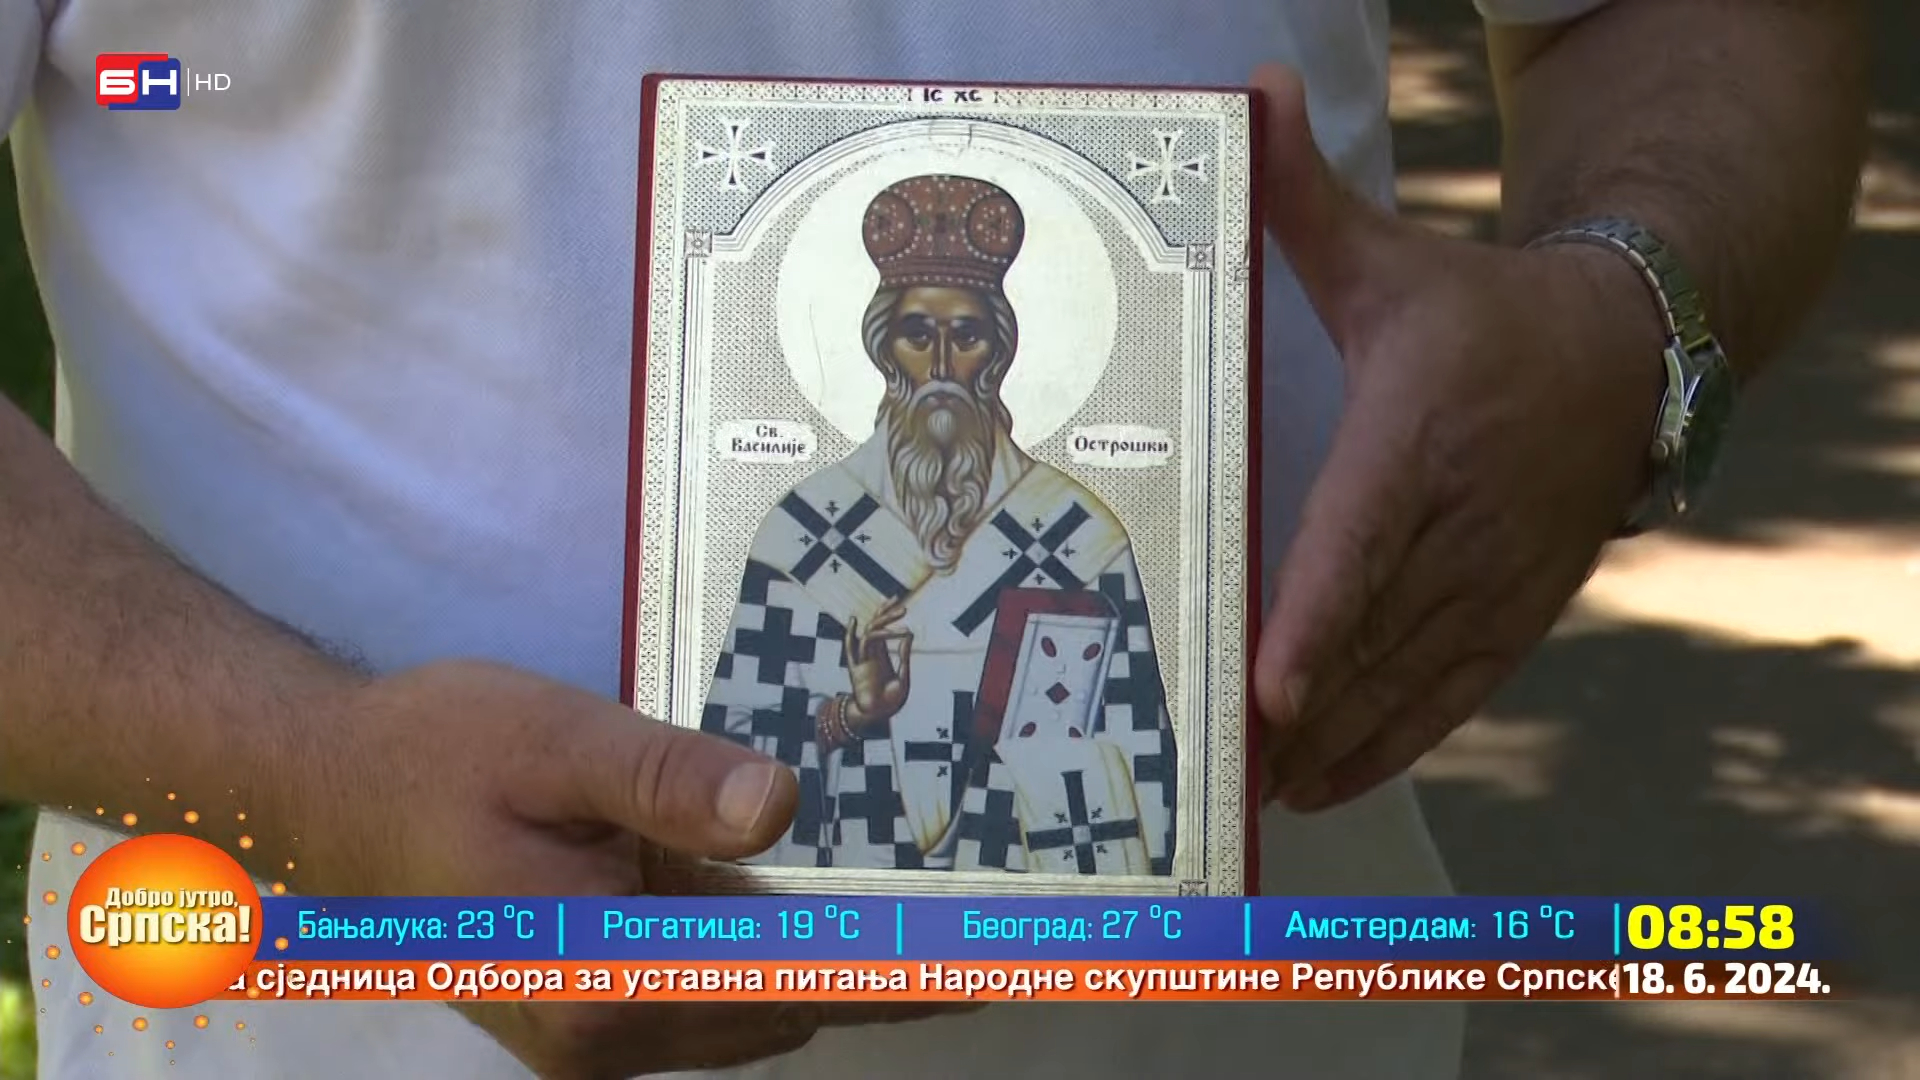 БН HD
IC XC
Св.
Василије
Острошки
Добро јутро,
Српска!
Бањалука: 23 °C | Рогатица: 19 °C | Београд: 27 °C | Амстердам: 16 °C | 08:58
сједница Одбора за уставна питања Народне скупштине Републике Српске 18. 6. 2024.